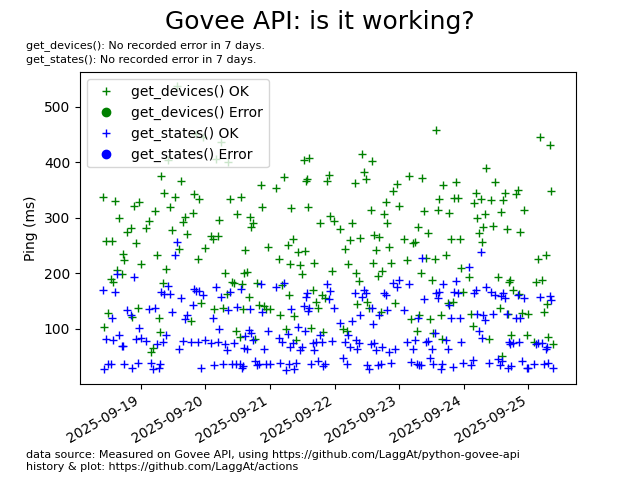 Govee API: is it working?
get_devices(): No recorded error in 7 days.
get_states(): No recorded error in 7 days.
get_devices() OK
get_devices() Error
get_states() OK
get_states() Error
Ping (ms)
500
400
300
200
100
2025-09-19
2025-09-20
2025-09-21
2025-09-22
2025-09-23
2025-09-24
2025-09-25
data source: Measured on Govee API, using https://github.com/LaggAt/python-govee-api
history & plot: https://github.com/LaggAt/actions